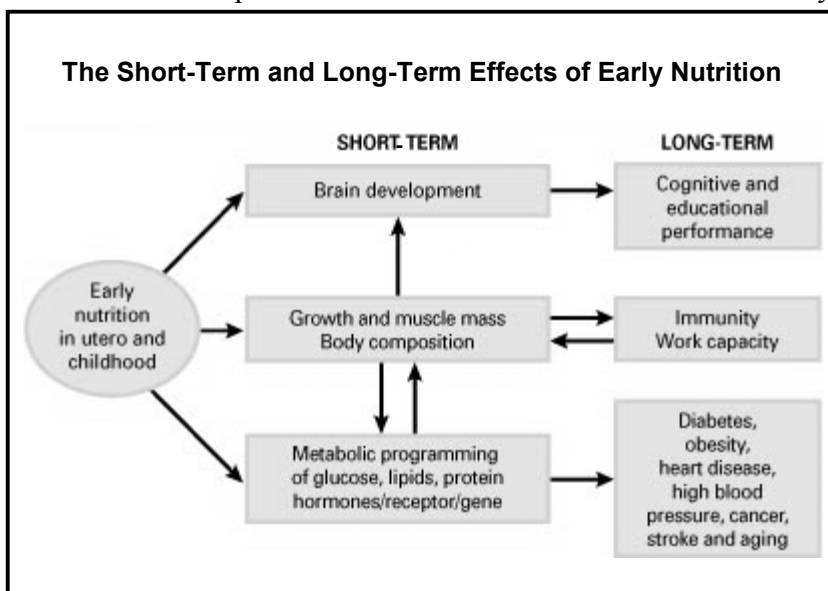 The Short-Term and Long-Term Effects of Early Nutrition
SHORT-TERM
LONG-TERM
Brain development
Cognitive and
educational
performance
Early
nutrition
in utero and
childhood
Growth and muscle mass
Body composition
Immunity
Work capacity
Metabolic programming
of glucose, lipids, protein
hormones/receptor/gene
Diabetes,
obesity,
heart disease,
high blood
pressure, cancer,
stroke and aging